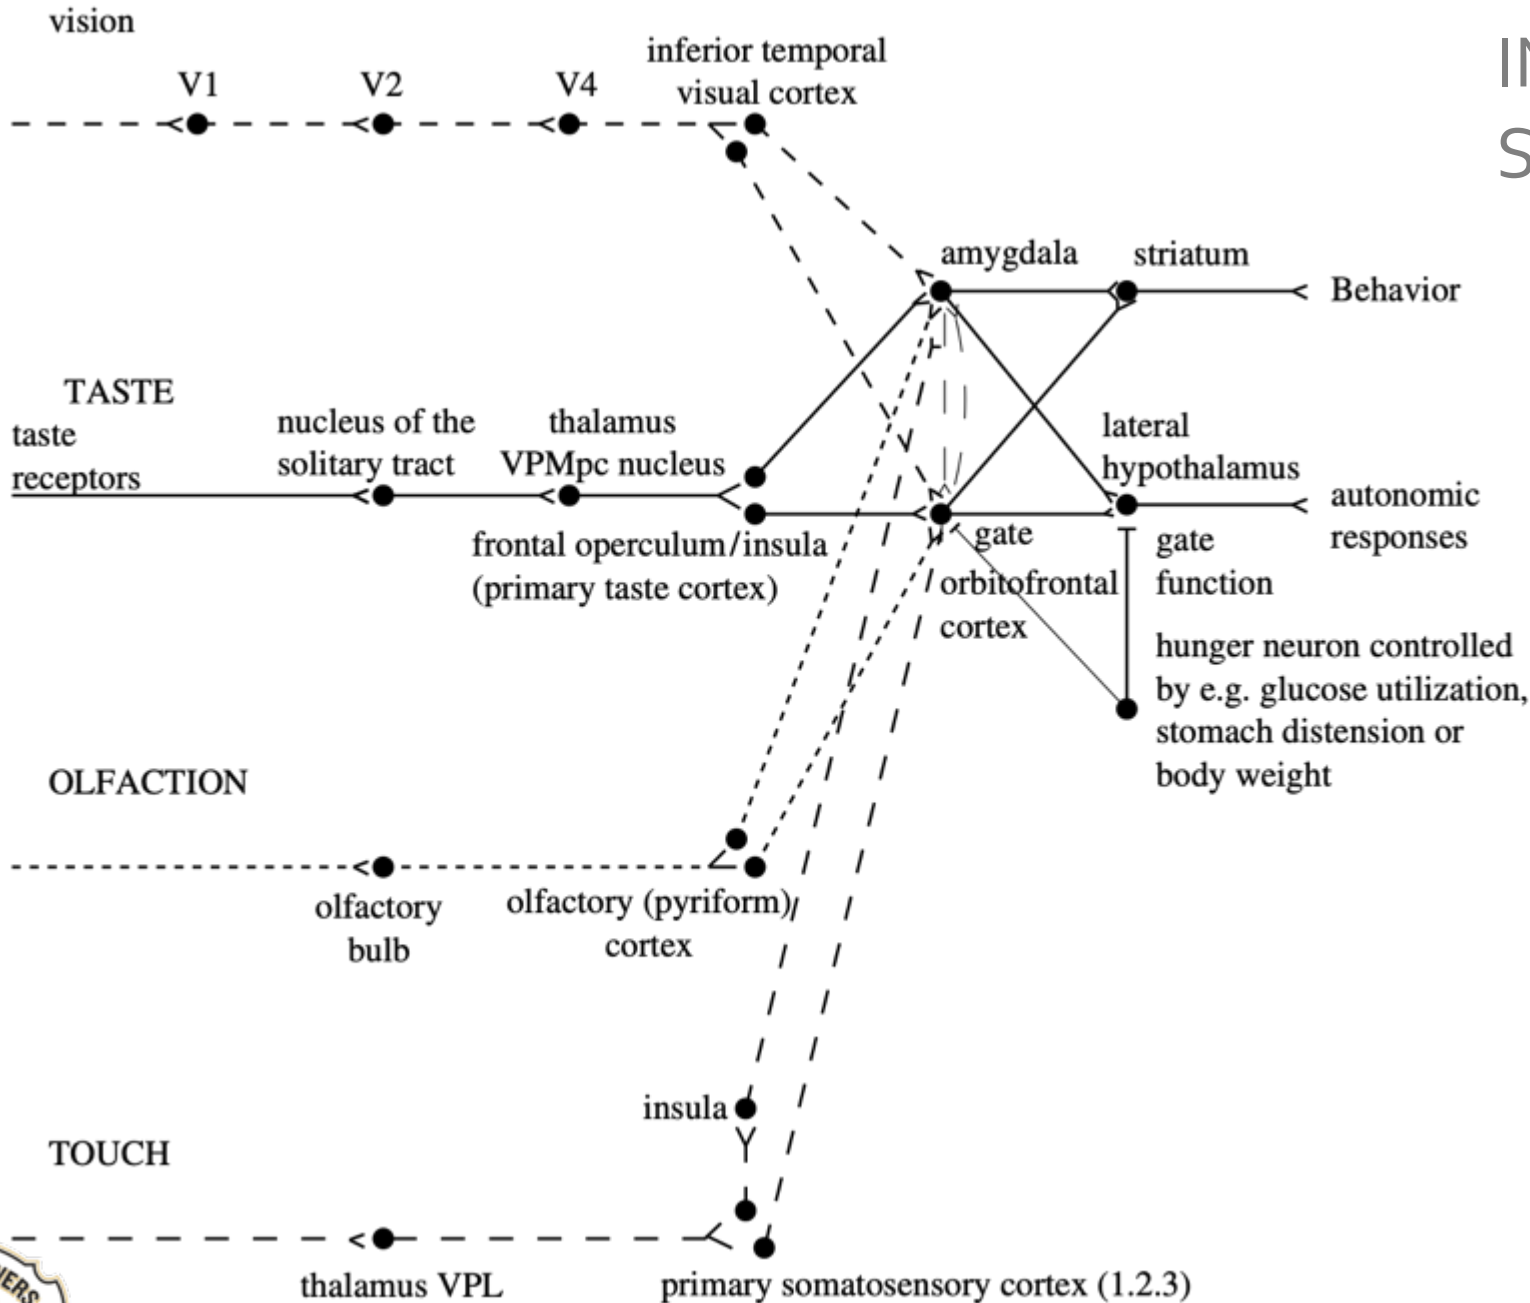 vision
V1
V2
V4
inferior temporal
visual cortex
amygdala
striatum
Behavior
TASTE
taste
receptors
nucleus of the
solitary tract
thalamus
VPMpc nucleus
frontal operculum/insula
(primary taste cortex)
gate
orbitofrontal
cortex
lateral
hypothalamus
autonomic
responses
gate
function
hunger neuron controlled
by e.g. glucose utilization,
stomach distension or
body weight
OLFACTION
olfactory
bulb
olfactory (pyriform)
cortex
insula
TOUCH
thalamus VPL
primary somatosensory cortex (1.2.3)